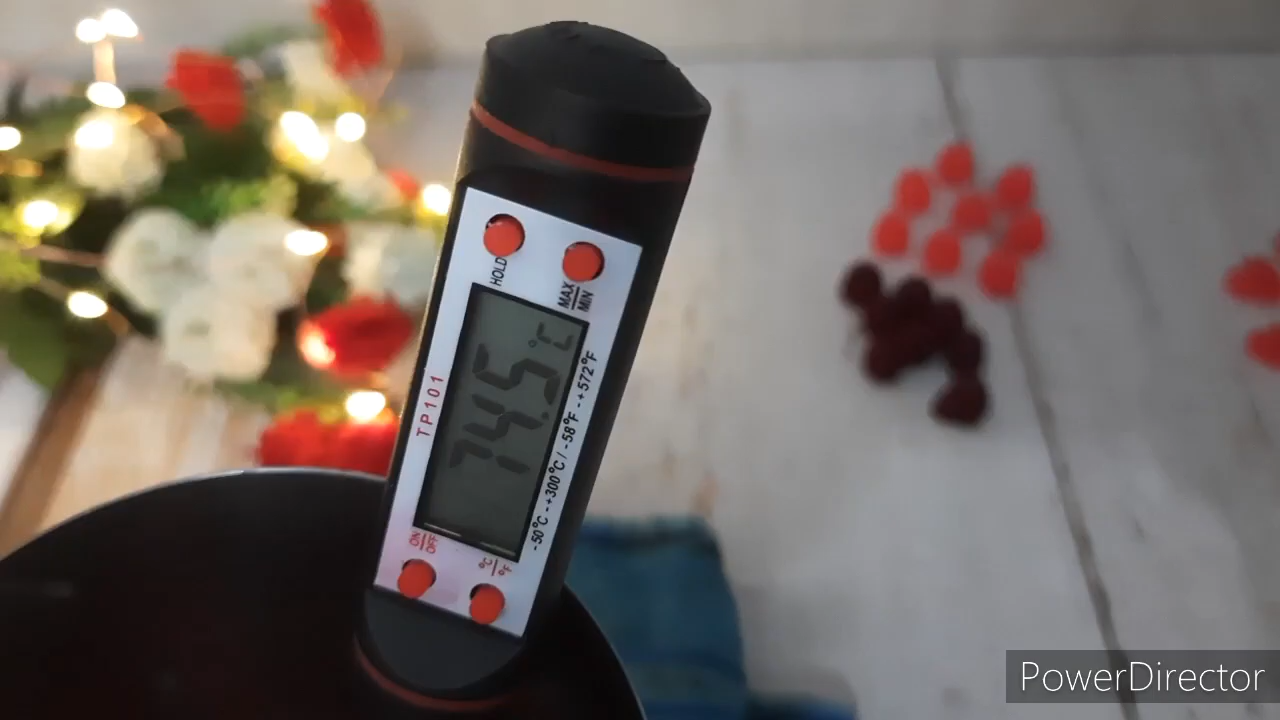 HOLD
MAX
MIN
74.5 °C
TP101
-50°C-+300°C/-58°F-+572°F
ON
OFF
°C
°F
PowerDirector